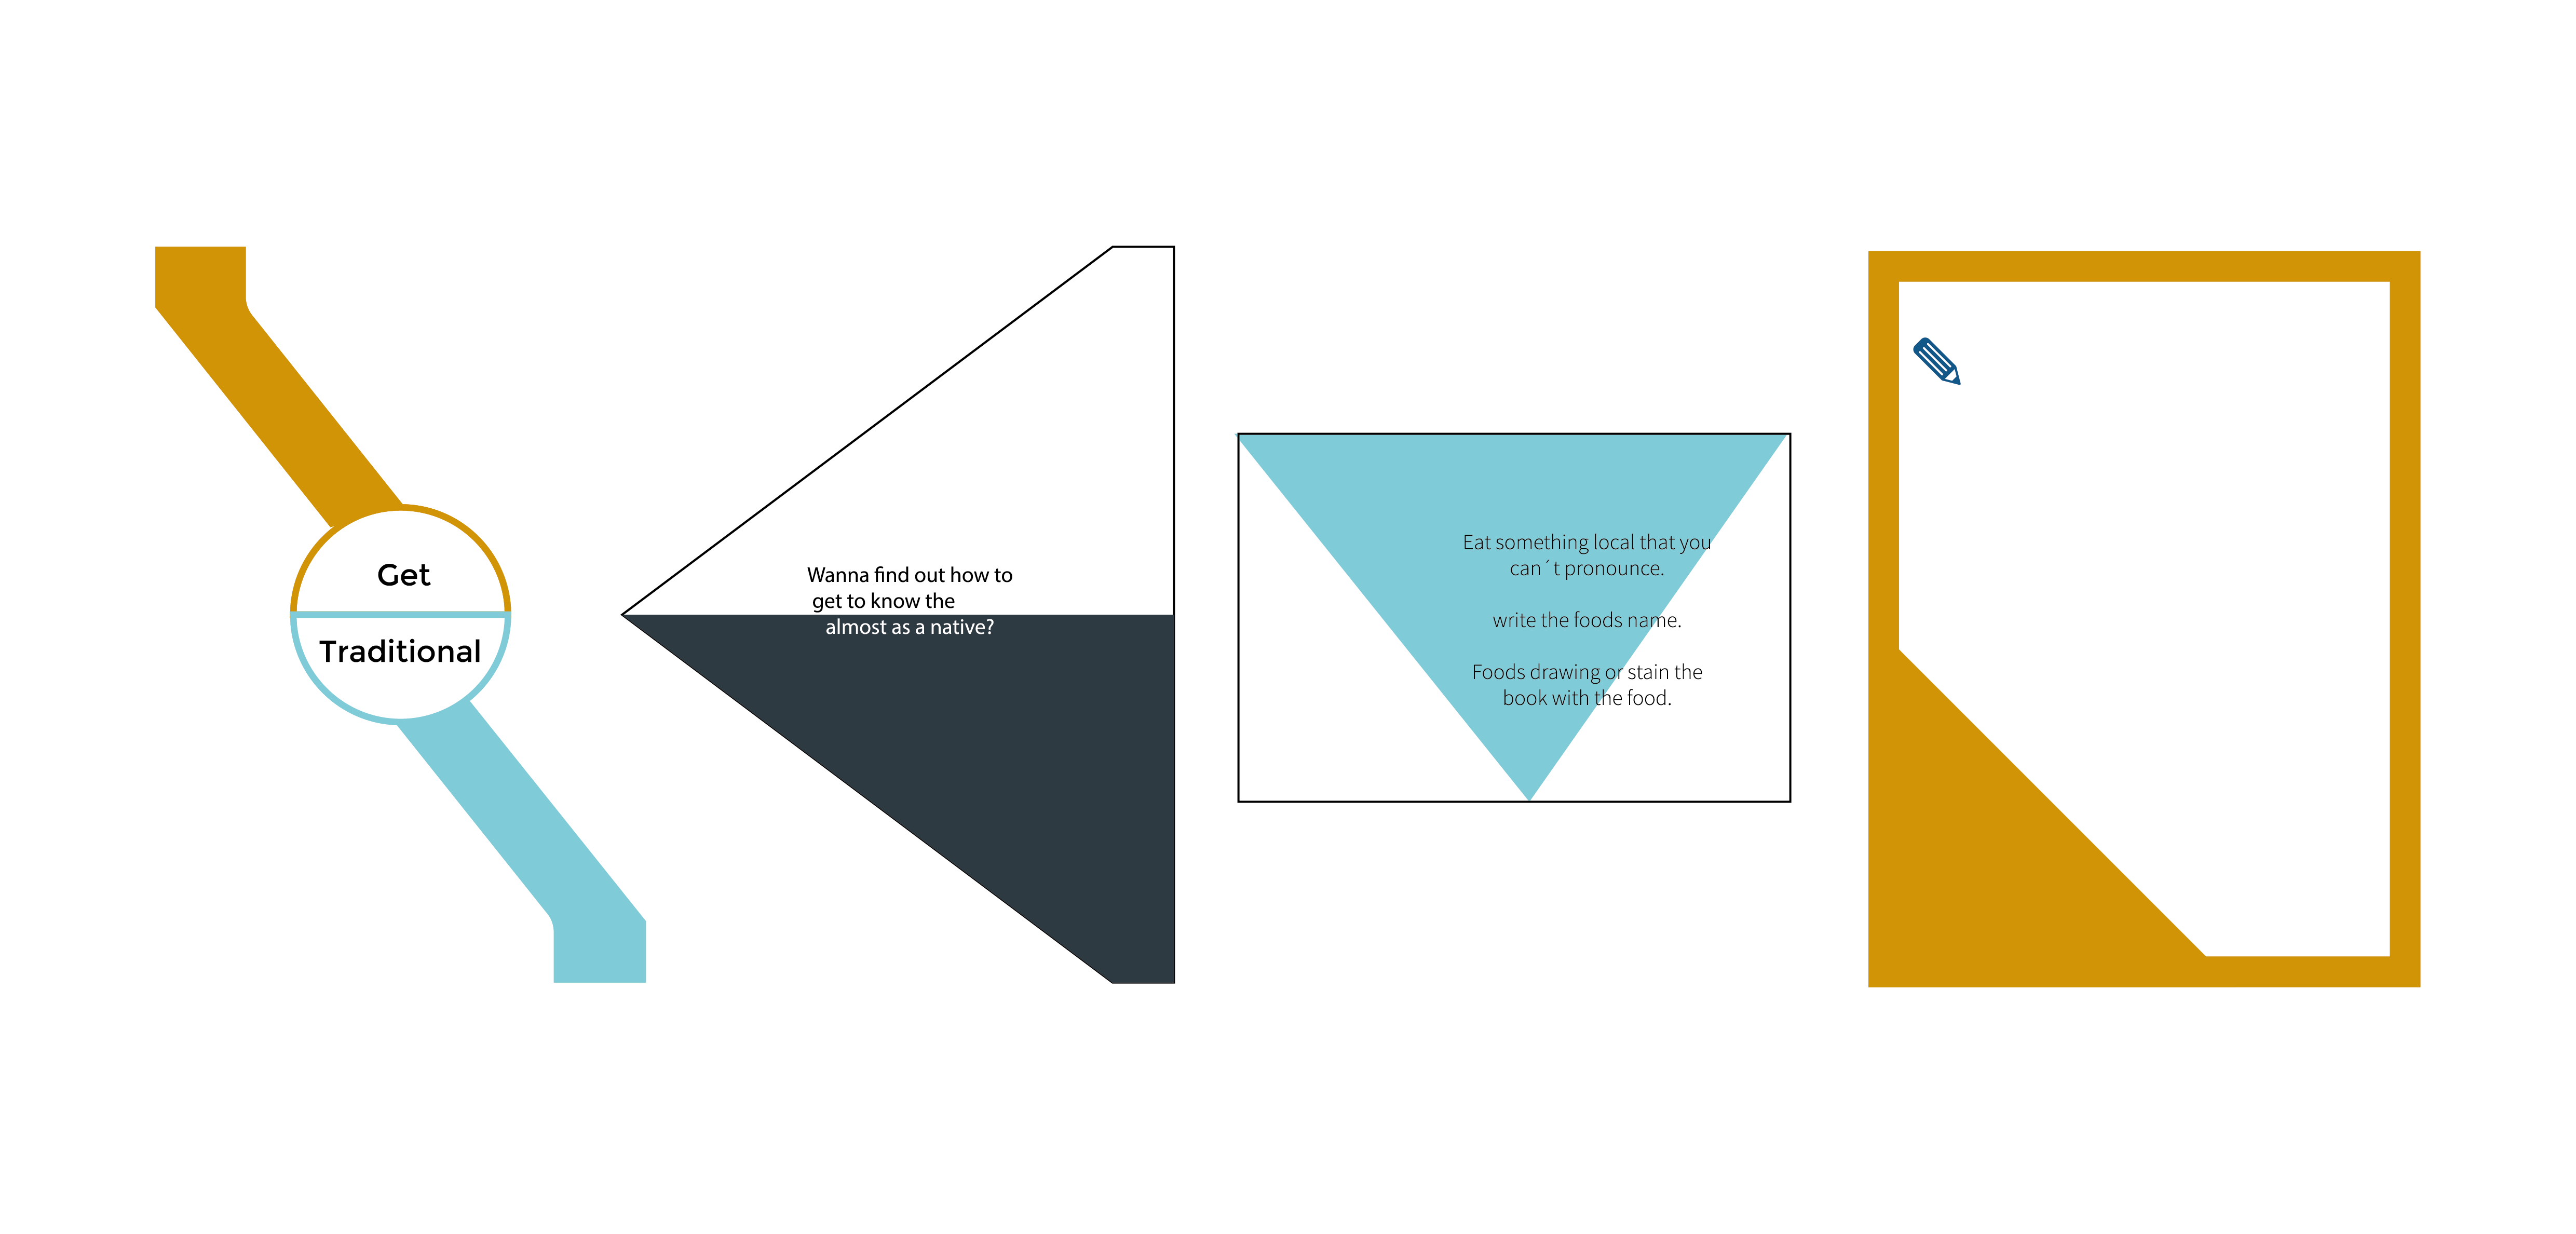 Get
Traditional
Wanna find out how to
get to know the
almost as a native?
Eat something local that you
can´t pronounce.
write the foods name.
Foods drawing or stain the
book with the food.